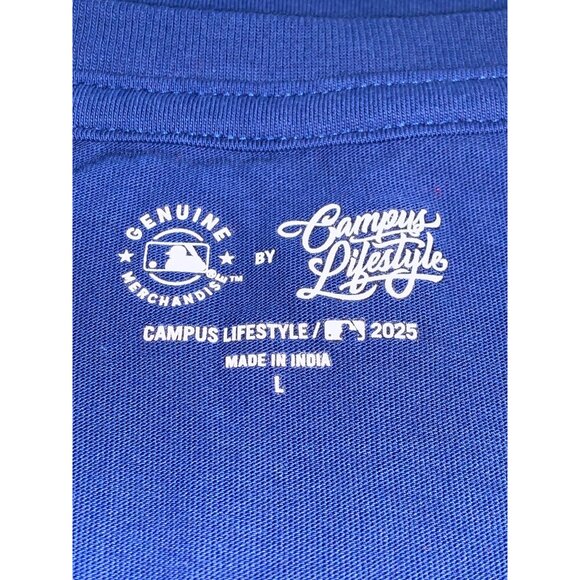 GENUINE
MERCHANDISE™
BY
Campus
Lifestyle
CAMPUS LIFESTYLE / 2025
MADE IN INDIA
L